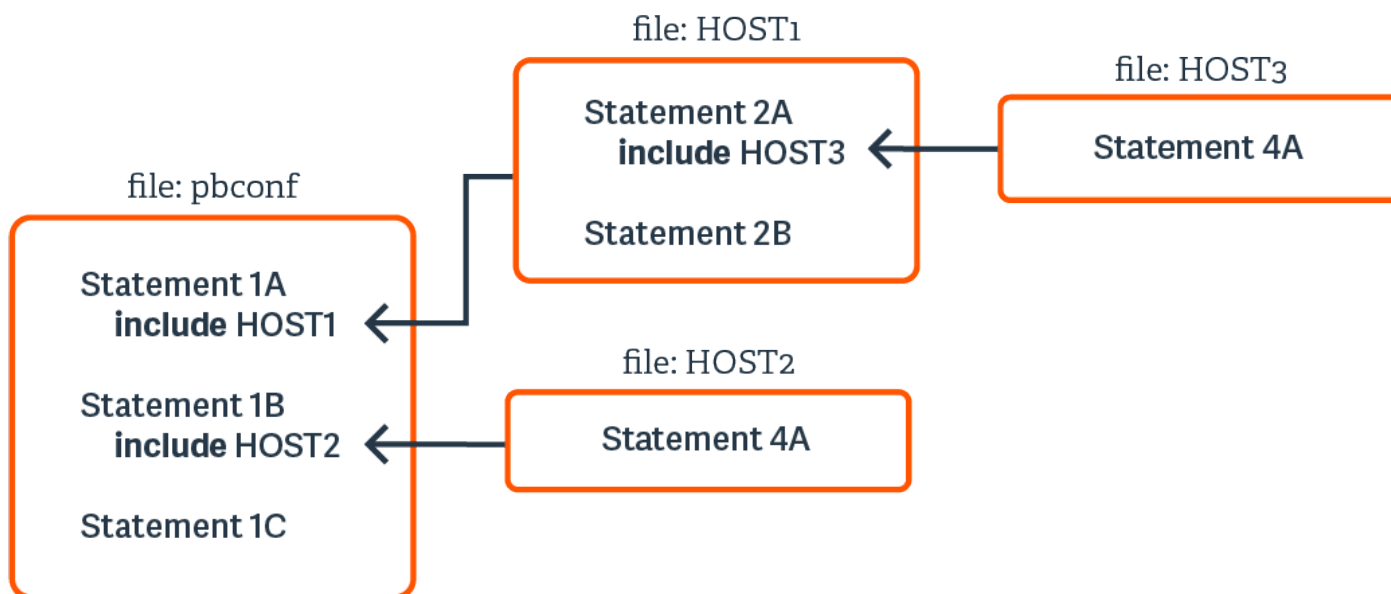 file: pbconf
Statement 1A
include HOST1
Statement 1B
include HOST2
Statement 1C
file: HOST1
Statement 2A
include HOST3
Statement 2B
file: HOST3
Statement 4A
file: HOST2
Statement 4A